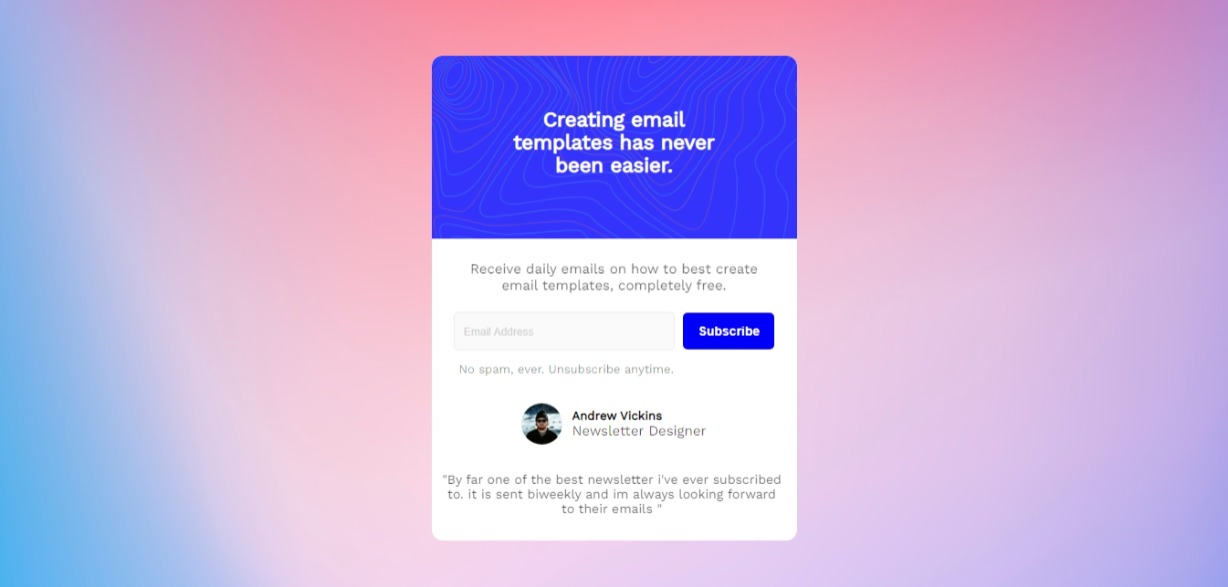 Creating email
templates has never
been easier.
Receive daily emails on how to best create
email templates, completely free.
Email Address
Subscribe
No spam, ever. Unsubscribe anytime.
Andrew Vickins
Newsletter Designer
"By far one of the best newsletter i've ever subscribed
to. it is sent biweekly and im always looking forward
to their emails "